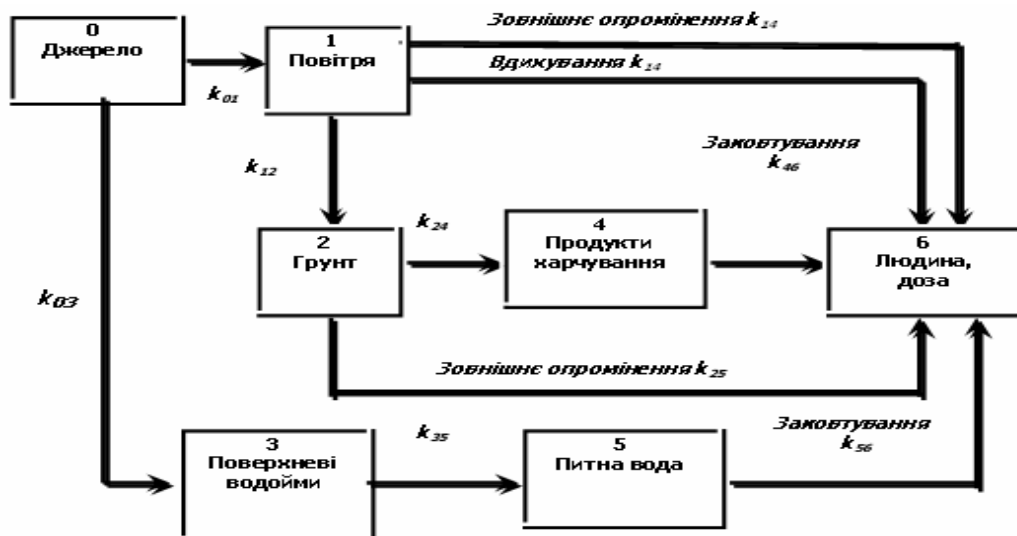 0
Джерело
k01
1
Повітря
Зовнішнє опромінення k14
Вдихування k14
k12
Заковтування
k46
2
Грунт
k24
4
Продукти
харчування
6
Людина,
доза
k03
Зовнішнє опромінення k25
3
Поверхневі
водойми
k35
5
Питна вода
Заковтування
k56